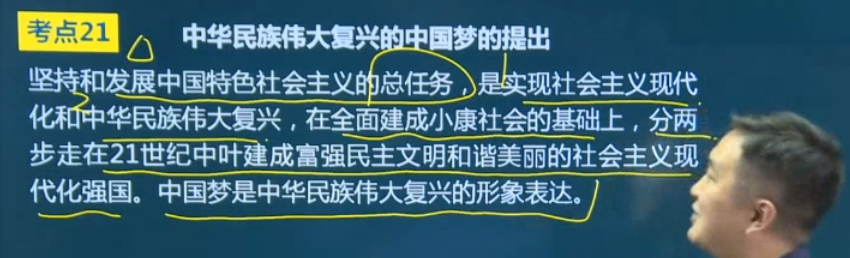 考点21
中华民族伟大复兴的中国梦的提出
坚持和发展中国特色社会主义的总任务，是实现社会主义现代
化和中华民族伟大复兴，在全面建成小康社会的基础上，分两
步走在21世纪中叶建成富强民主文明和谐美丽的社会主义现
代化强国。中国梦是中华民族伟大复兴的形象表达。